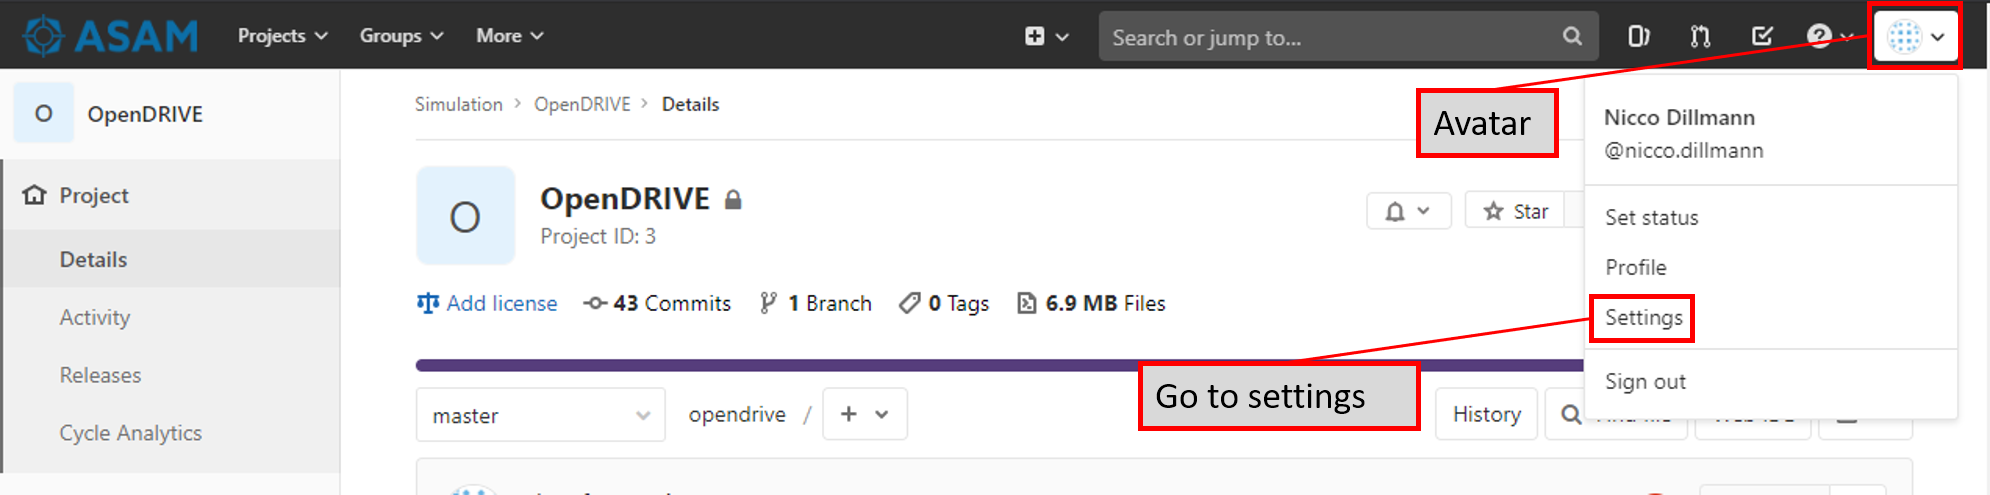 ASAM Projects Groups More Search or jump to...
O OpenDRIVE
Simulation > OpenDRIVE > Details
Avatar
Nicco Dillmann
@nicco.dillmann
Project
Details
Activity
Releases
Cycle Analytics
O
OpenDRIVE
Project ID: 3
Star
Add license 43 Commits 1 Branch 0 Tags 6.9 MB Files
Set status
Profile
Settings
Sign out
Go to settings
master opendrive / + History